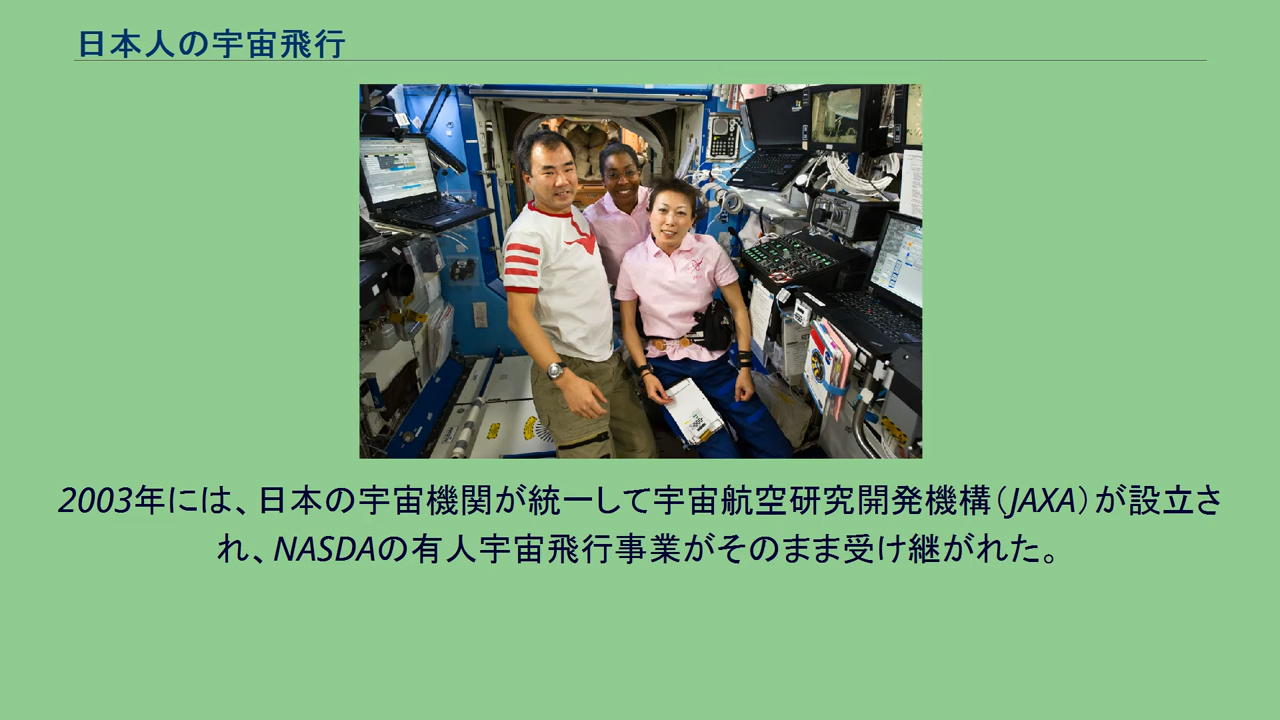 日本人の宇宙飛行
2003年には、日本の宇宙機関が統一して宇宙航空研究開発機構（JAXA）が設立さ
れ、NASDAの有人宇宙飛行事業がそのまま受け継がれた。